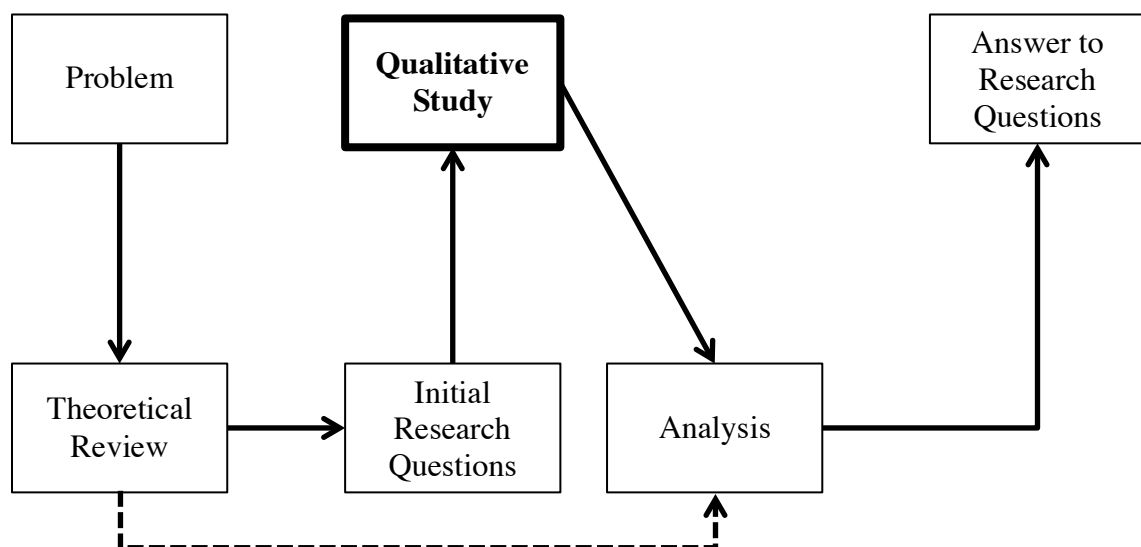 Problem
Qualitative
Study
Answer to
Research
Questions
Theoretical
Review
Initial
Research
Questions
Analysis